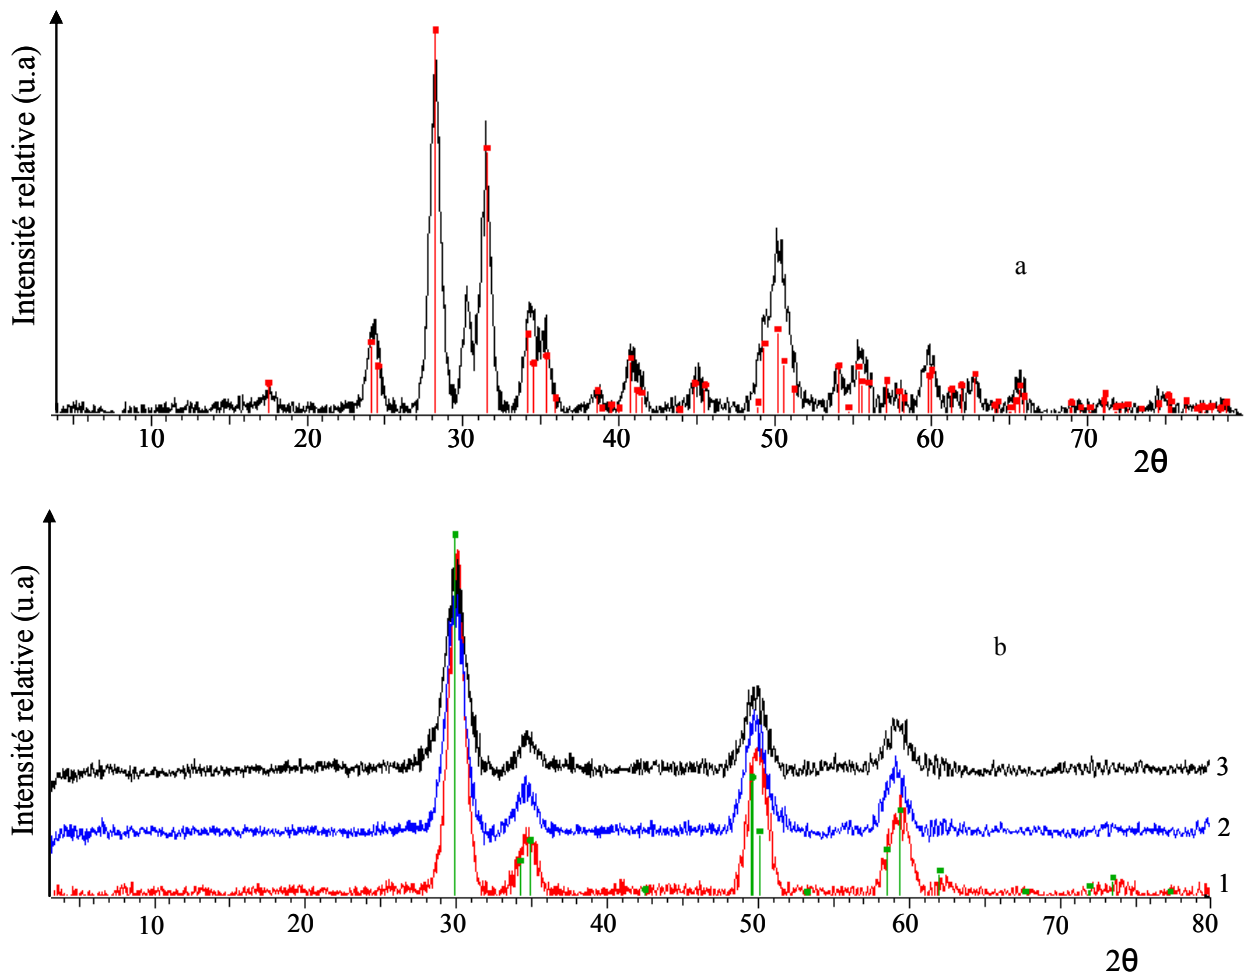 Intensité relative (u.a)
a
10 20 30 40 50 60 70
2θ
Intensité relative (u.a)
b
3
2
1
10 20 30 40 50 60 70 80
2θ